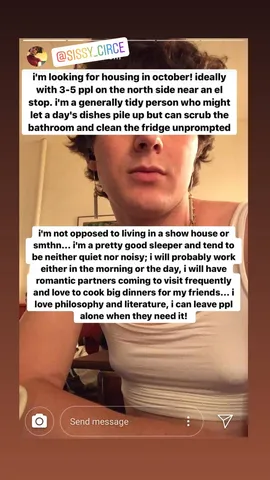 @SISSY_CIRCE
i'm looking for housing in october! ideally
with 3-5 ppl on the north side near an el
stop. i'm a generally tidy person who might
let a day's dishes pile up but can scrub the
bathroom and clean the fridge unprompted
i'm not opposed to living in a show house or
smthn... i'm a pretty good sleeper and tend to
be neither quiet nor noisy; i will probably work
either in the morning or the day, i will have
romantic partners coming to visit frequently
and love to cook big dinners for my friends... i
love philosophy and literature, i can leave ppl
alone when they need it!
Send message